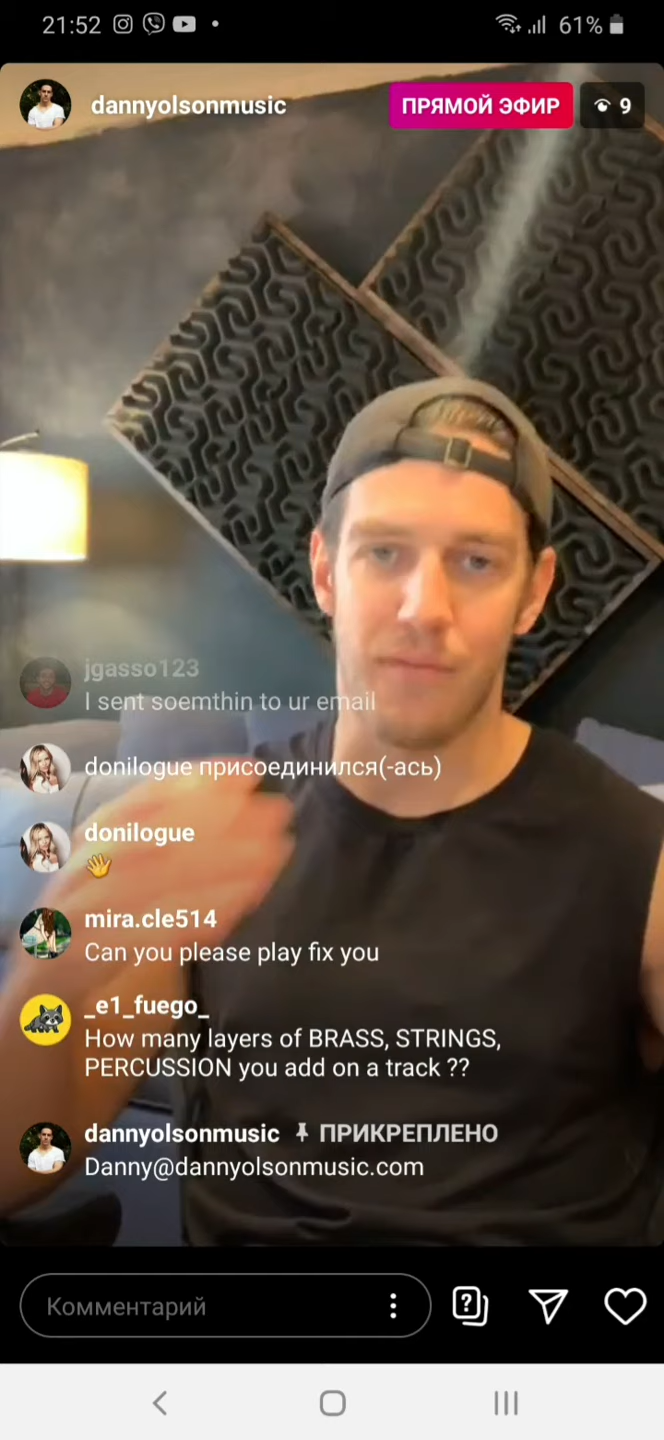 21:52
61%
dannyolsonmusic
ПРЯМОЙ ЭФИР
9
jgasso123
I sent soemthin to ur email
donilogue присоединился(-ась)
donilogue
👋
mira.cle514
Can you please play fix you
_e1_fuego_
How many layers of BRASS, STRINGS,
PERCUSSION you add on a track ??
dannyolsonmusic ПРИКРЕПЛЕНО
Danny@dannyolsonmusic.com
Комментарий